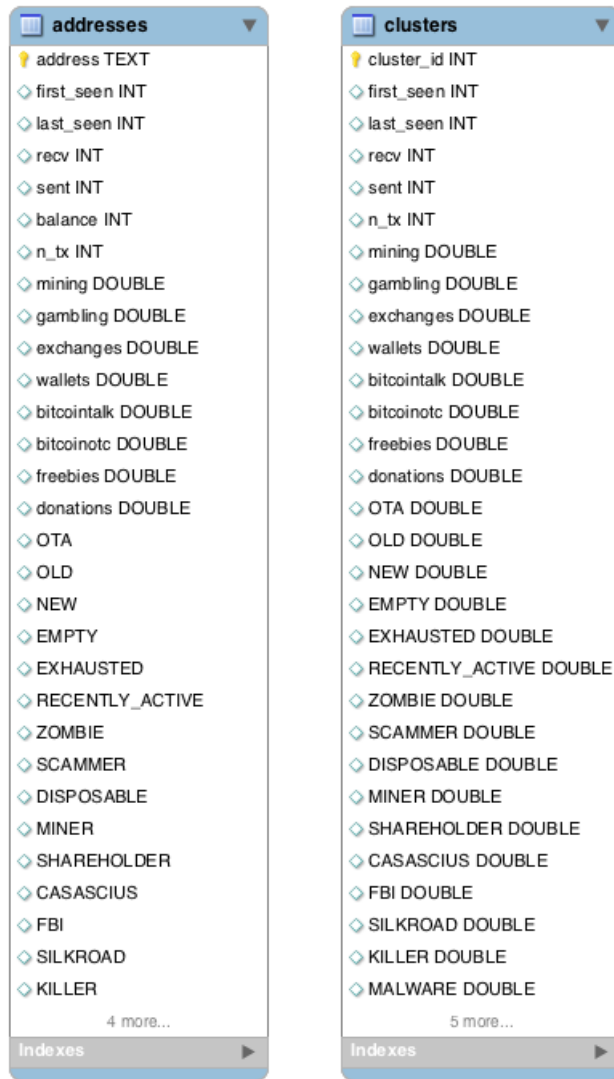 addresses
address TEXT
first_seen INT
last_seen INT
recv INT
sent INT
balance INT
n_tx INT
mining DOUBLE
gambling DOUBLE
exchanges DOUBLE
wallets DOUBLE
bitcointalk DOUBLE
bitcoinotc DOUBLE
freebies DOUBLE
donations DOUBLE
OTA
OLD
NEW
EMPTY
EXHAUSTED
RECENTLY_ACTIVE
ZOMBIE
SCAMMER
DISPOSABLE
MINER
SHAREHOLDER
CASASCIUS
FBI
SILKROAD
KILLER
4 more...
Indexes
clusters
cluster_id INT
first_seen INT
last_seen INT
recv INT
sent INT
n_tx INT
mining DOUBLE
gambling DOUBLE
exchanges DOUBLE
wallets DOUBLE
bitcointalk DOUBLE
bitcoinotc DOUBLE
freebies DOUBLE
donations DOUBLE
OTA DOUBLE
OLD DOUBLE
NEW DOUBLE
EMPTY DOUBLE
EXHAUSTED DOUBLE
RECENTLY_ACTIVE DOUBLE
ZOMBIE DOUBLE
SCAMMER DOUBLE
DISPOSABLE DOUBLE
MINER DOUBLE
SHAREHOLDER DOUBLE
CASASCIUS DOUBLE
FBI DOUBLE
SILKROAD DOUBLE
KILLER DOUBLE
MALWARE DOUBLE
5 more...
Indexes